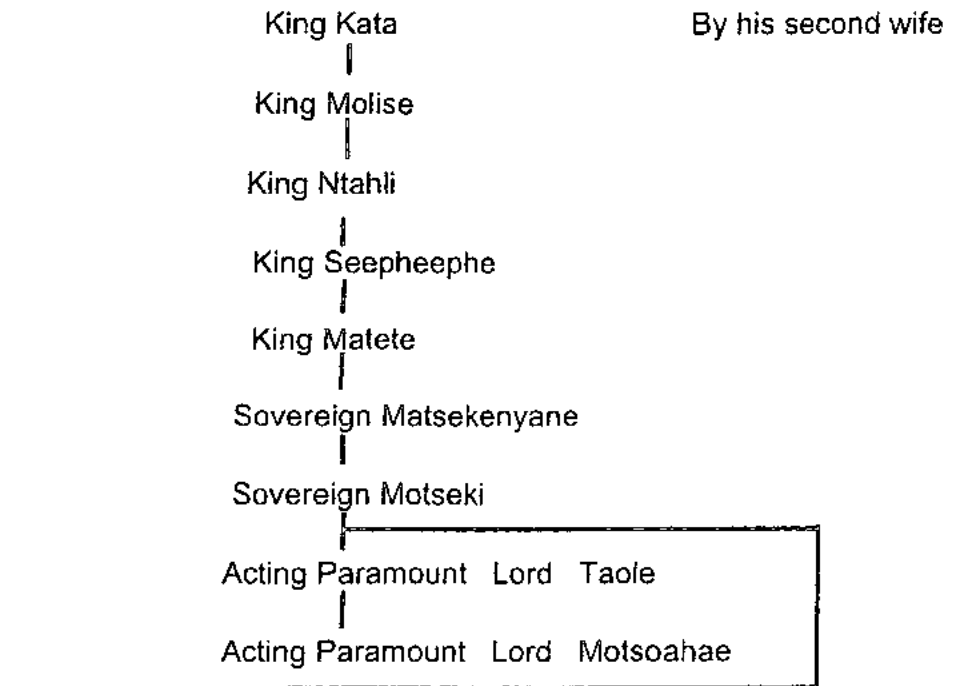 King Kata By his second wife
King Molise
King Ntahli
King Seepheephe
King Matete
Sovereign Matsekenyane
Sovereign Motseki
Acting Paramount Lord Taole
Acting Paramount Lord Motsoahae